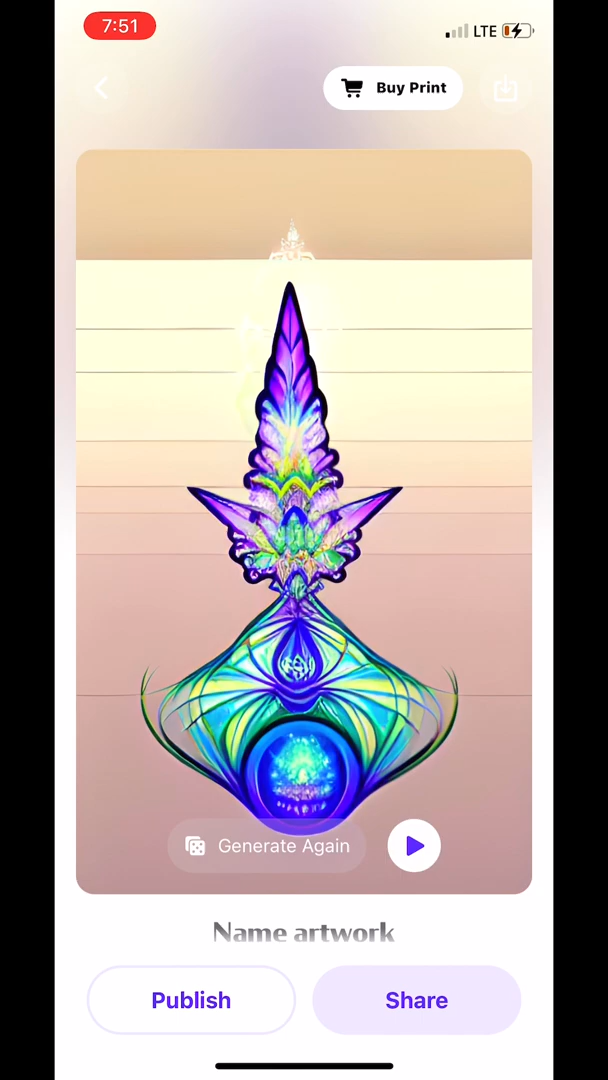 7:51
LTE
Buy Print
Generate Again
Name artwork
Publish
Share